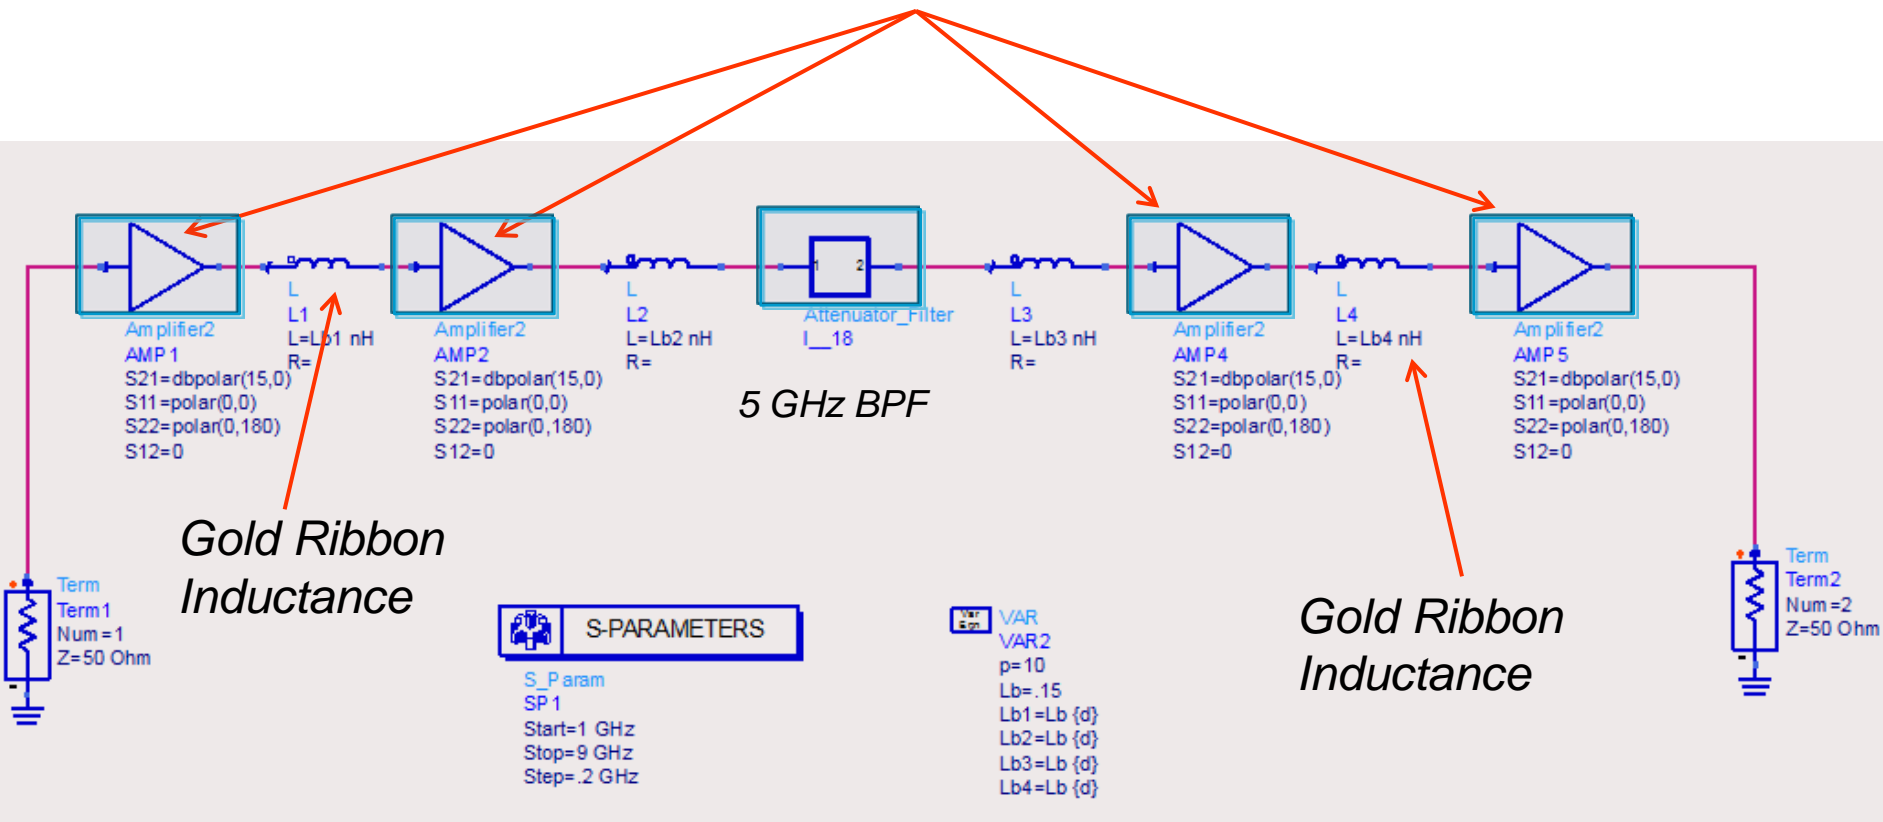 1 2
L
L1
L=Lb1 nH
R=
L
L2
L=Lb2 nH
R=
Attenuator_Filter
I__18
L
L3
L=Lb3 nH
R=
L
L4
L=Lb4 nH
R=
Amplifier2
AMP1
S21=dbpolar(15,0)
S11=polar(0,0)
S22=polar(0,180)
S12=0
Amplifier2
AMP2
S21=dbpolar(15,0)
S11=polar(0,0)
S22=polar(0,180)
S12=0
5 GHz BPF
Amplifier2
AMP4
S21=dbpolar(15,0)
S11=polar(0,0)
S22=polar(0,180)
S12=0
Amplifier2
AMP5
S21=dbpolar(15,0)
S11=polar(0,0)
S22=polar(0,180)
S12=0
Gold Ribbon
Inductance
Term
Term1
Num=1
Z=50 Ohm
S-PARAMETERS
S_Param
SP1
Start=1 GHz
Stop=9 GHz
Step=.2 GHz
Var
Eqn
VAR
VAR2
p=10
Lb=.15
Lb1=Lb {d}
Lb2=Lb {d}
Lb3=Lb {d}
Lb4=Lb {d}
Gold Ribbon
Inductance
Term
Term2
Num=2
Z=50 Ohm